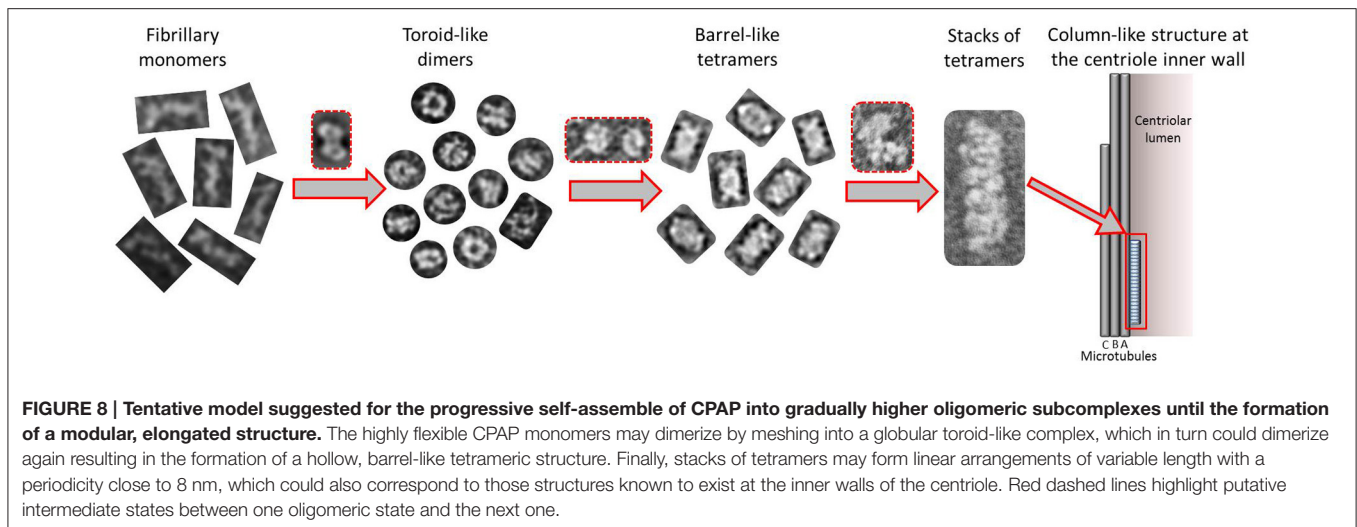 Fibrillary
monomers
Toroid-like
dimers
Barrel-like
tetramers
Stacks of
tetramers
Column-like structure at
the centriole inner wall
Centriolar
lumen
C B A
Microtubules
FIGURE 8 | Tentative model suggested for the progressive self-assemble of CPAP into gradually higher oligomeric subcomplexes until the formation
of a modular, elongated structure. The highly flexible CPAP monomers may dimerize by meshing into a globular toroid-like complex, which in turn could dimerize
again resulting in the formation of a hollow, barrel-like tetrameric structure. Finally, stacks of tetramers may form linear arrangements of variable length with a
periodicity close to 8 nm, which could also correspond to those structures known to exist at the inner walls of the centriole. Red dashed lines highlight putative
intermediate states between one oligomeric state and the next one.